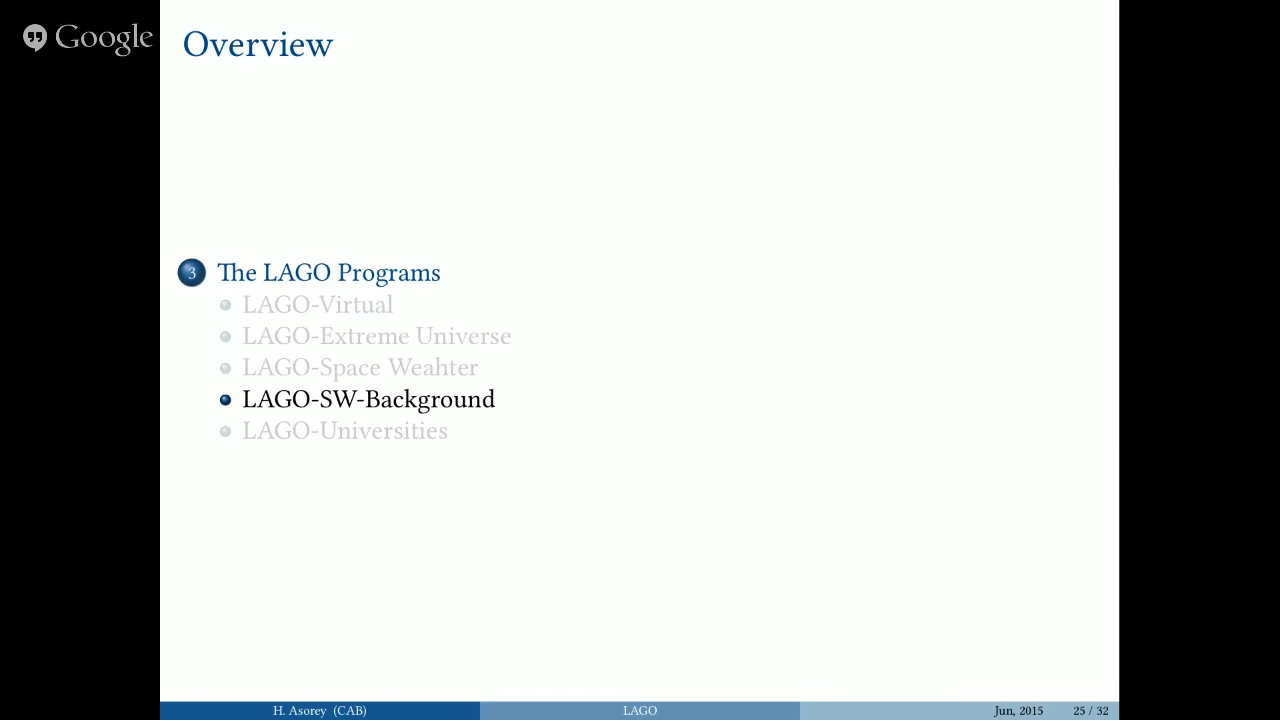 Google
Overview
3 The LAGO Programs
LAGO-Virtual
LAGO-Extreme Universe
LAGO-Space Weahter
LAGO-SW-Background
LAGO-Universities
H. Asorey (CAB) LAGO Jun, 2015 25 / 32